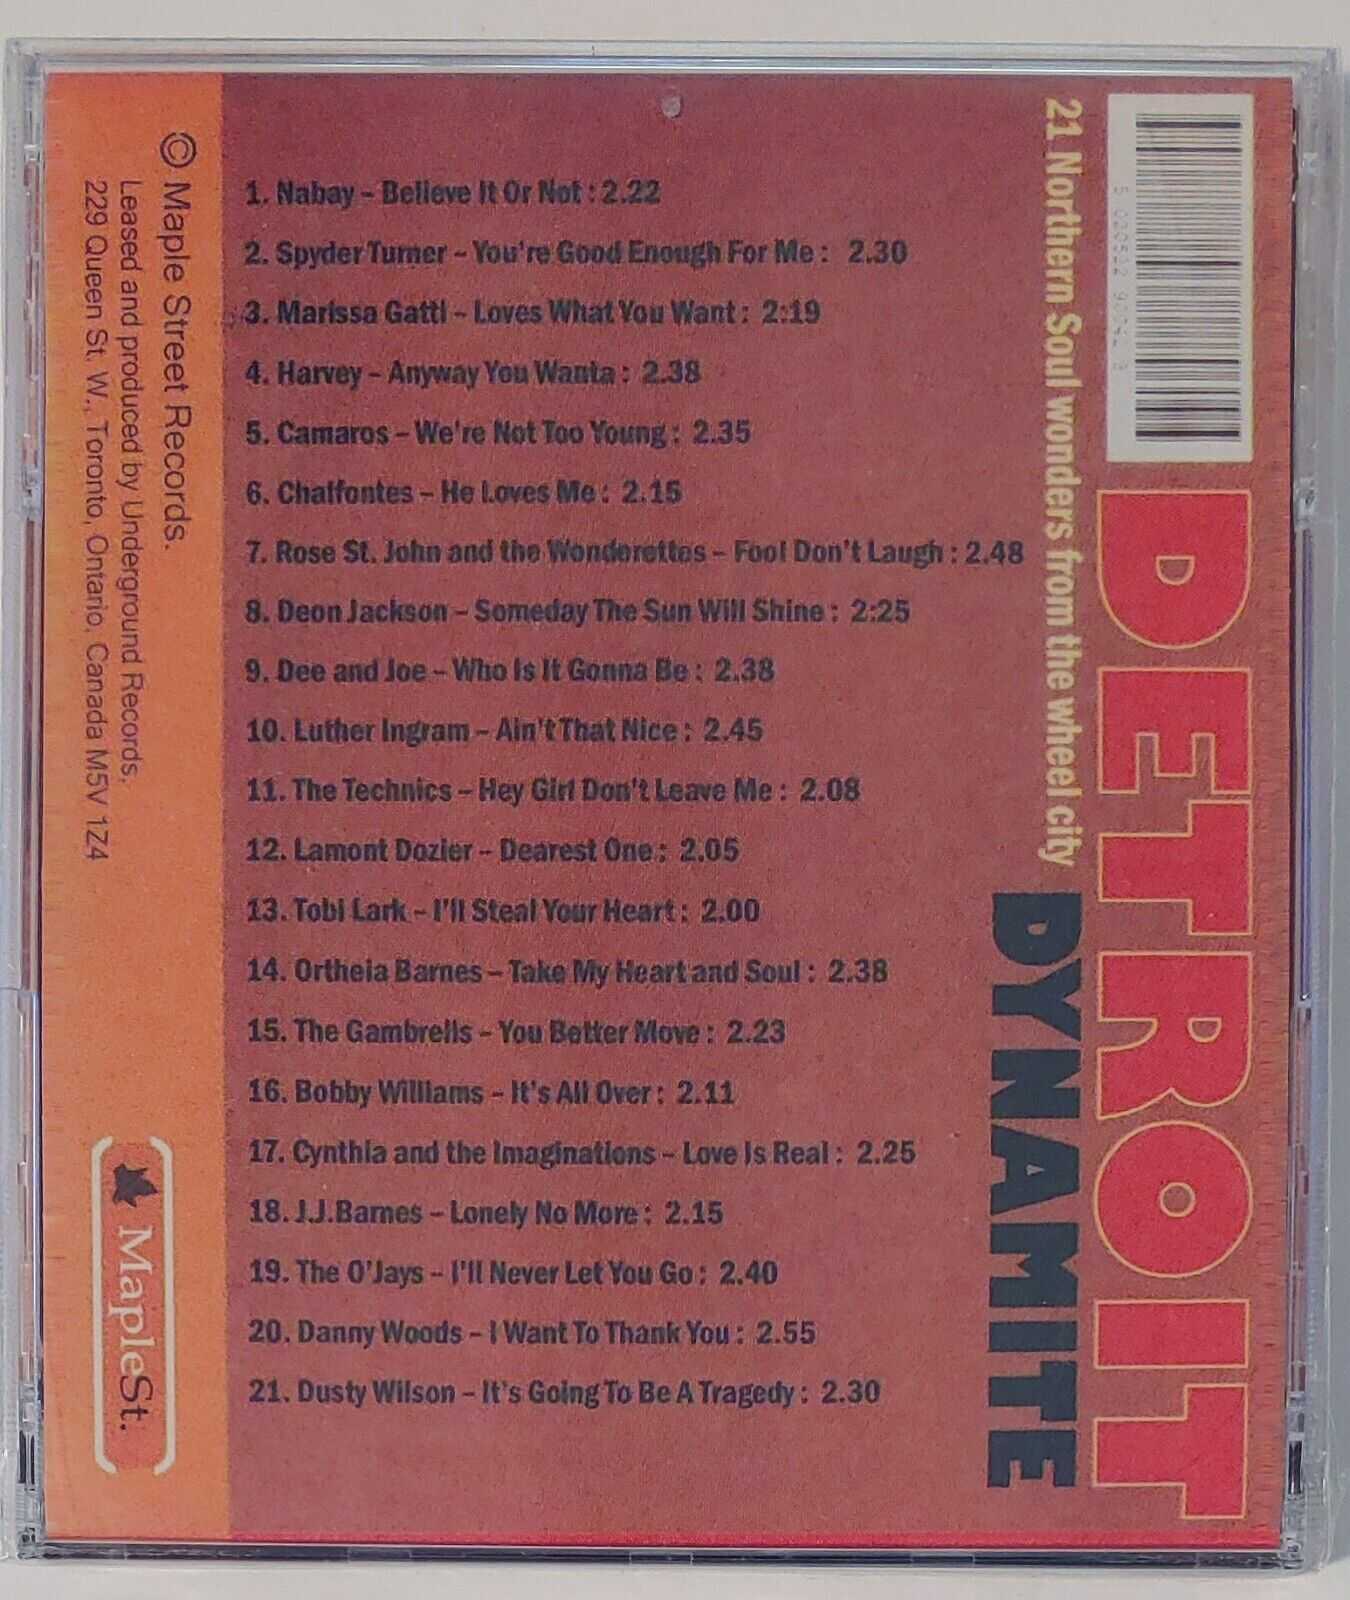 1. Nabay – Believe It Or Not : 2.22
2. Spyder Turner – You're Good Enough For Me : 2.30
3. Marissa Gatti – Loves What You Want : 2:19
4. Harvey – Anyway You Wanta : 2.38
5. Camaros – We're Not Too Young : 2.35
6. Chalfontes – He Loves Me : 2.15
7. Rose St. John and the Wonderettes – Fool Don't Laugh : 2.48
8. Deon Jackson – Someday The Sun Will Shine : 2:25
9. Dee and Joe – Who Is It Gonna Be : 2.38
10. Luther Ingram – Ain't That Nice : 2.45
11. The Technics – Hey Girl Don't Leave Me : 2.08
12. Lamont Dozier – Dearest One : 2.05
13. Tobi Lark – I'll Steal Your Heart : 2.00
14. Ortheia Barnes – Take My Heart and Soul : 2.38
15. The Gambrells – You Better Move : 2.23
16. Bobby Williams – It's All Over : 2.11
17. Cynthia and the Imaginations – Love Is Real : 2.25
18. J.J.Barnes – Lonely No More : 2.15
19. The O'Jays – I'll Never Let You Go : 2.40
20. Danny Woods – I Want To Thank You : 2.55
21. Dusty Wilson – It's Going To Be A Tragedy : 2.30
DETROIT
DYNAMITE
21 Northern Soul wonders from the wheel city
© Maple Street Records.
Leased and produced by Underground Records.
229 Queen St. W., Toronto, Ontario, Canada M5V 1Z4
MapleSt.